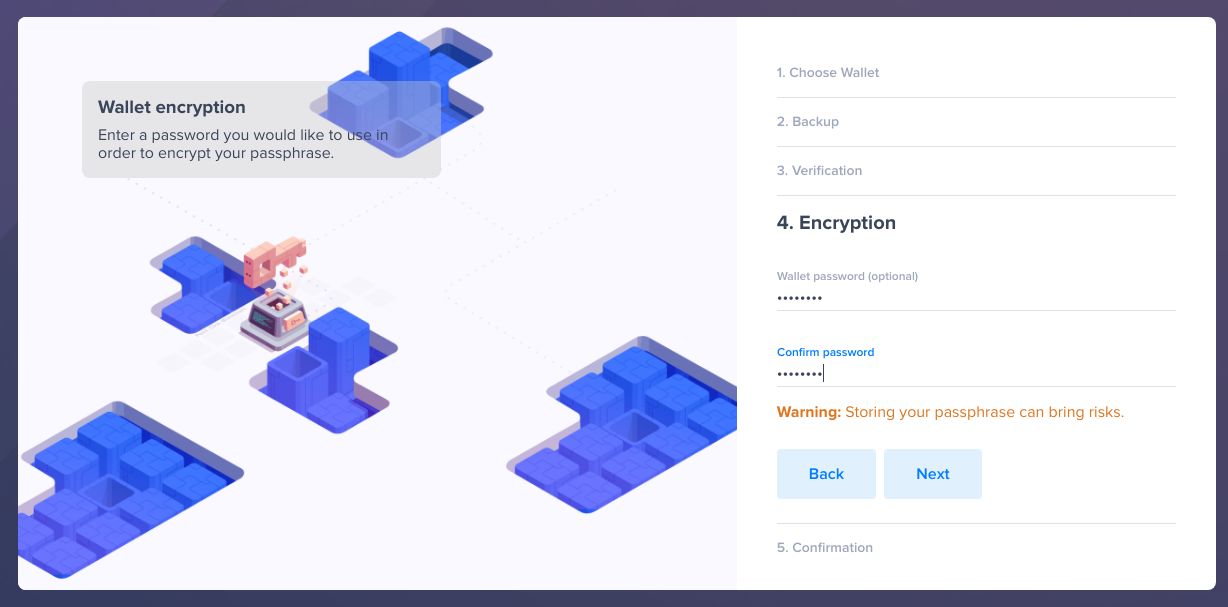 Wallet encryption
Enter a password you would like to use in
order to encrypt your passphrase.
1. Choose Wallet
2. Backup
3. Verification
4. Encryption
Wallet password (optional)
••••••••
Confirm password
••••••••
Warning: Storing your passphrase can bring risks.
Back
Next
5. Confirmation